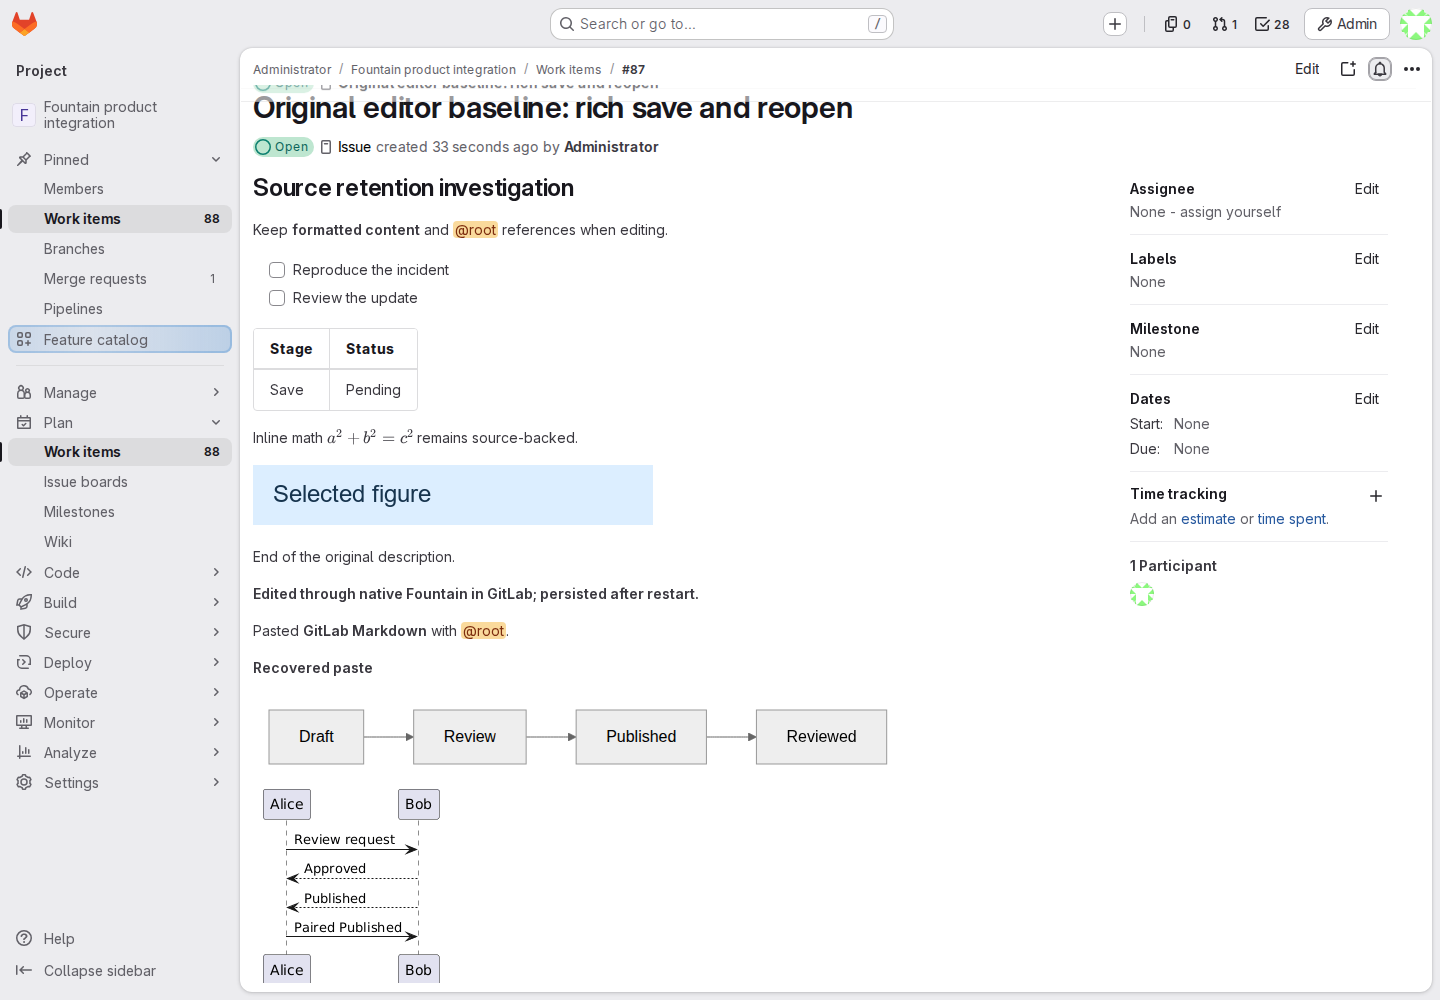 Search or go to...
/
0
1
28
Admin
Project
F
Fountain product integration
Pinned
Members
Work items 88
Branches
Merge requests 1
Pipelines
Feature catalog
Manage
Plan
Work items 88
Issue boards
Milestones
Wiki
Code
Build
Secure
Deploy
Operate
Monitor
Analyze
Settings
Help
Collapse sidebar
Administrator / Fountain product integration / Work items / #87
Edit
Open Original editor baseline: rich save and reopen
Original editor baseline: rich save and reopen
Open Issue created 33 seconds ago by Administrator
Source retention investigation
Keep formatted content and @root references when editing.
Reproduce the incident
Review the update
Stage Status
Save Pending
Inline math a² + b² = c² remains source-backed.
Selected figure
End of the original description.
Edited through native Fountain in GitLab; persisted after restart.
Pasted GitLab Markdown with @root.
Recovered paste
Draft Review Published Reviewed
Alice Bob
Review request
Approved
Published
Paired Published
Alice Bob
Assignee Edit
None - assign yourself
Labels Edit
None
Milestone Edit
None
Dates Edit
Start: None
Due: None
Time tracking
Add an estimate or time spent.
1 Participant